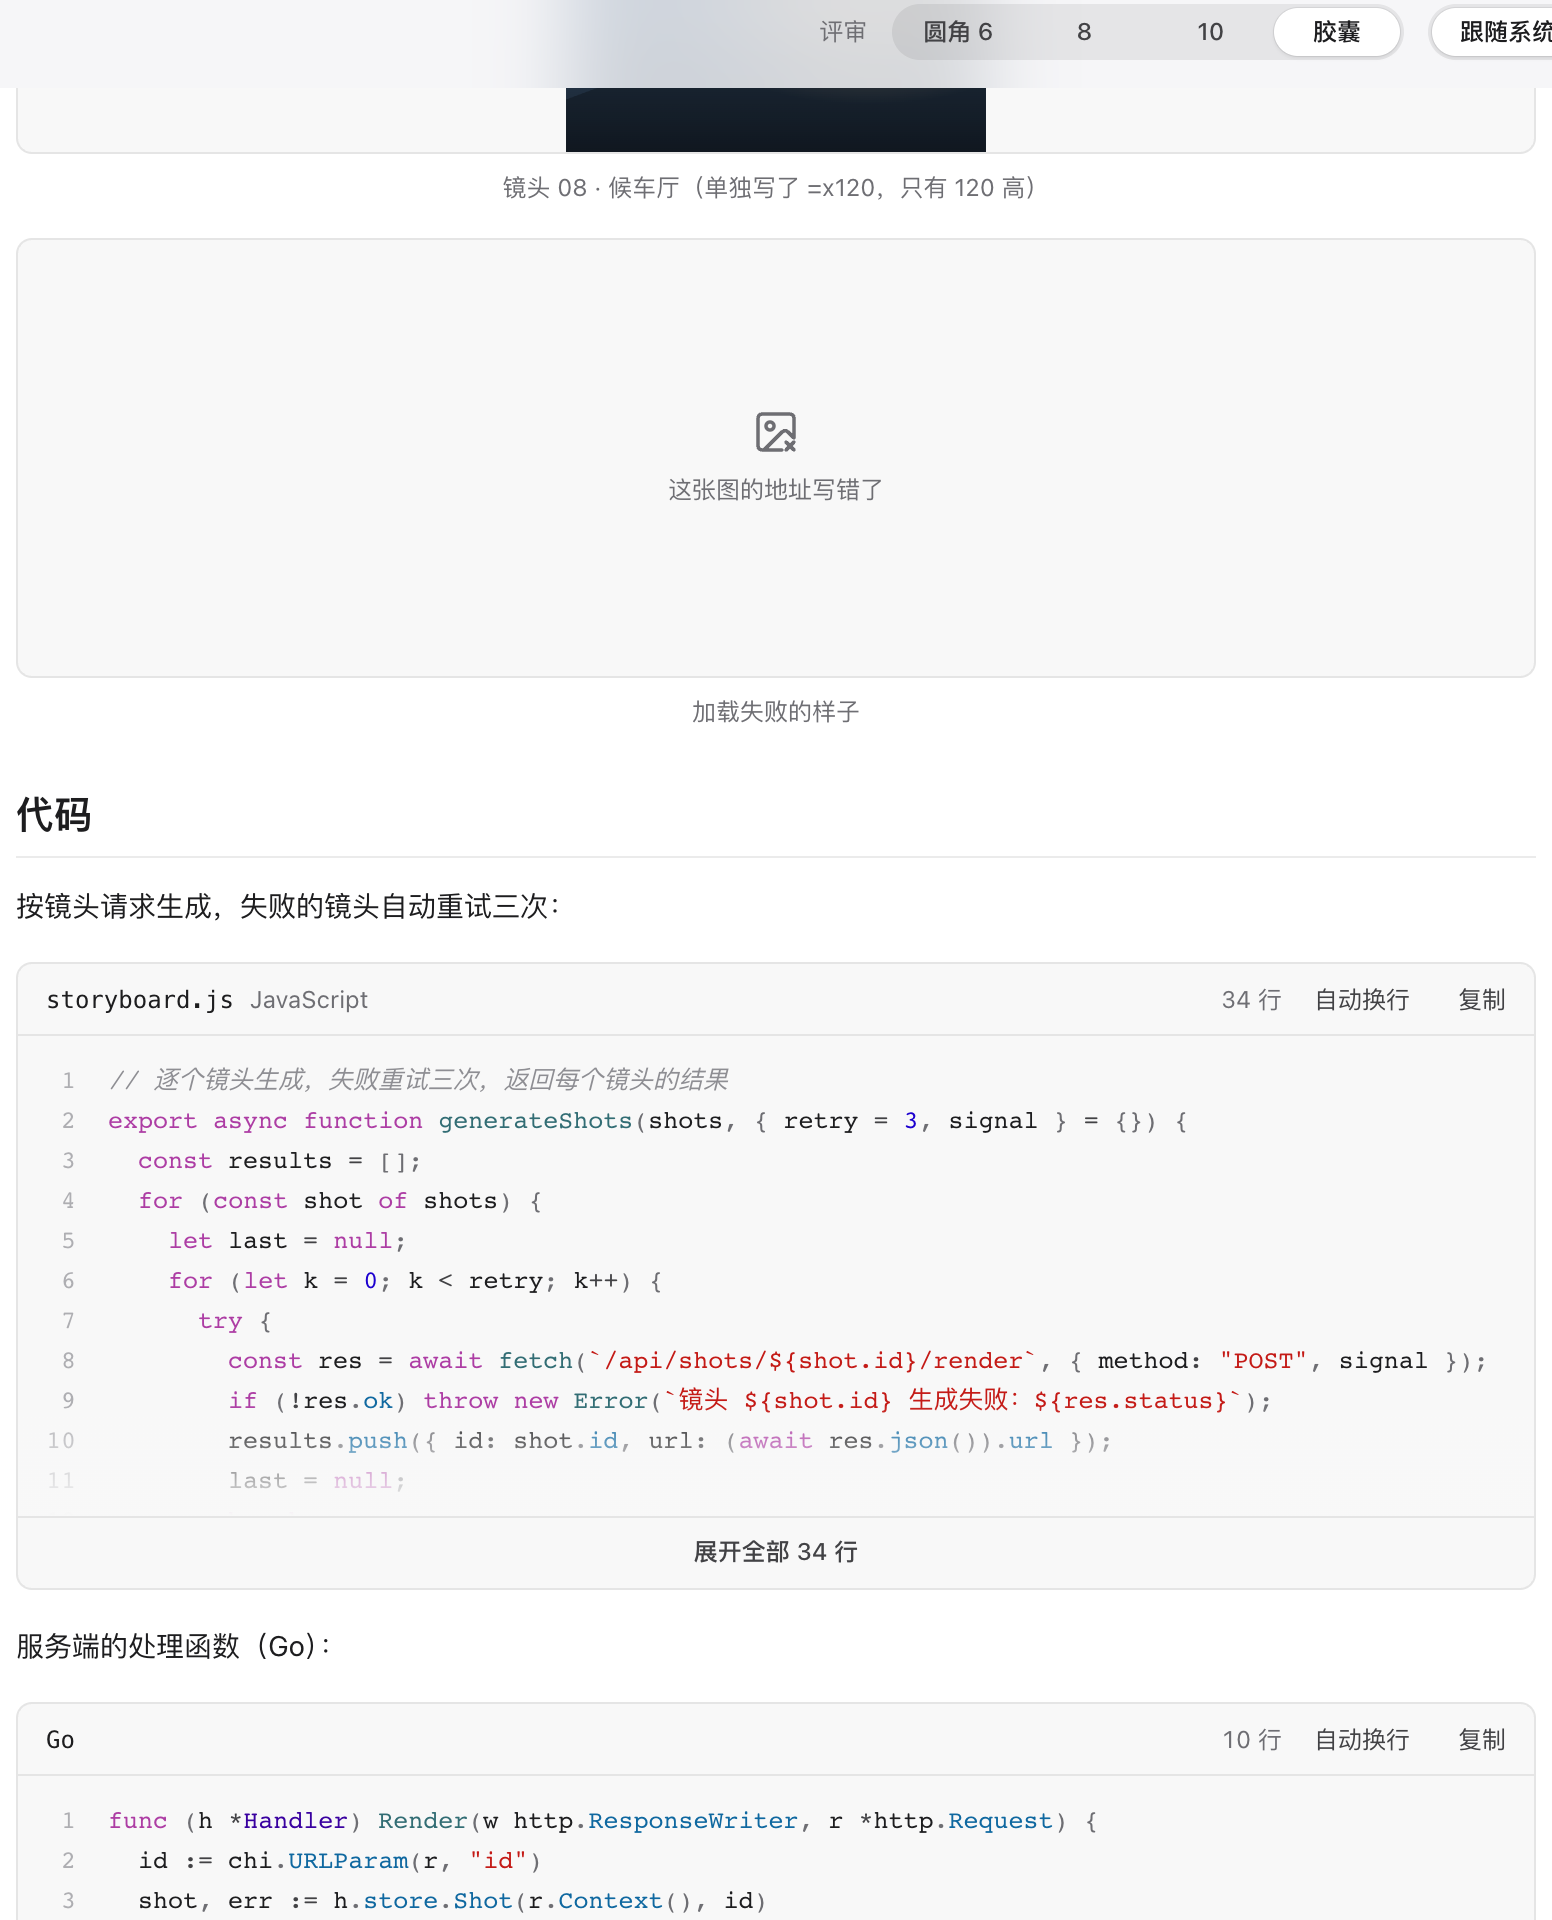 评审 圆角 6 8 10 胶囊 跟随系统
镜头 08 · 候车厅（单独写了 =x120，只有 120 高）
这张图的地址写错了
加载失败的样子
代码
按镜头请求生成，失败的镜头自动重试三次：
storyboard.js JavaScript 34 行 自动换行 复制
1 // 逐个镜头生成，失败重试三次，返回每个镜头的结果
2 export async function generateShots(shots, { retry = 3, signal } = {}) {
3   const results = [];
4   for (const shot of shots) {
5     let last = null;
6     for (let k = 0; k < retry; k++) {
7       try {
8         const res = await fetch(`/api/shots/${shot.id}/render`, { method: "POST", signal });
9         if (!res.ok) throw new Error(`镜头 ${shot.id} 生成失败：${res.status}`);
10         results.push({ id: shot.id, url: (await res.json()).url });
11         last = null;
展开全部 34 行
服务端的处理函数（Go）：
Go 10 行 自动换行 复制
1 func (h *Handler) Render(w http.ResponseWriter, r *http.Request) {
2   id := chi.URLParam(r, "id")
3   shot, err := h.store.Shot(r.Context(), id)